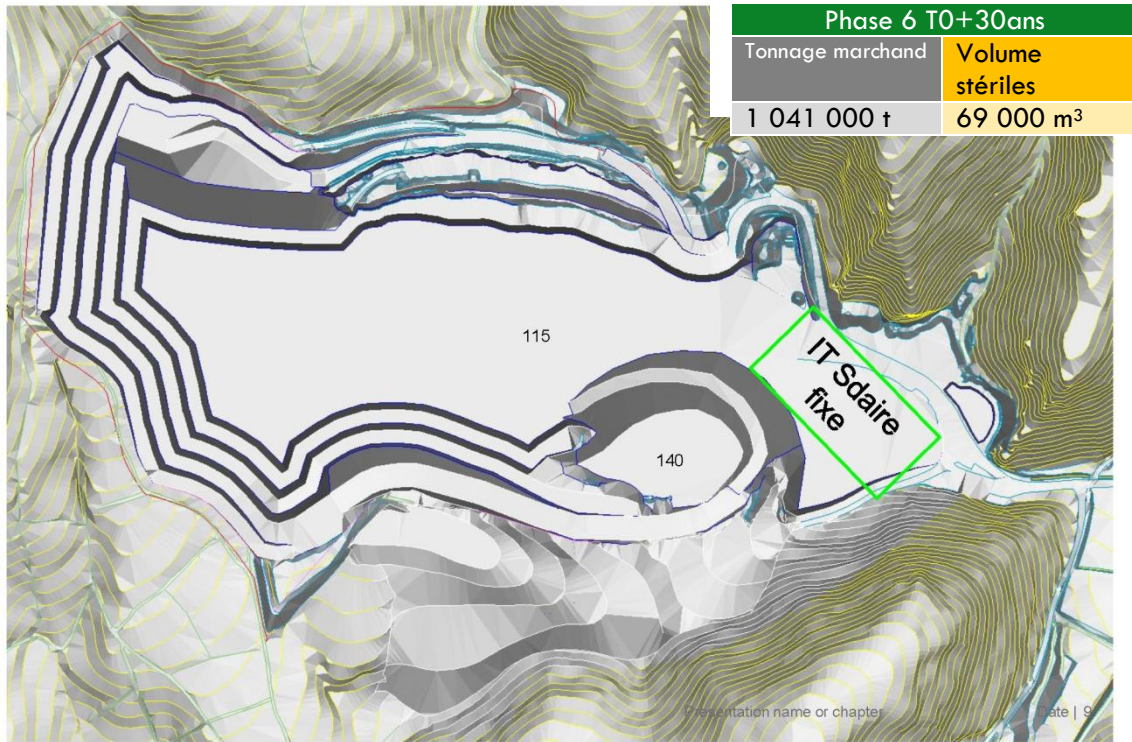 Phase 6 T0+30ans
Tonnage marchand
Volume
stériles
1 041 000 t
69 000 m³
115
IT Sdaire
fixe
140
Presentation name or chapter
Date | 9